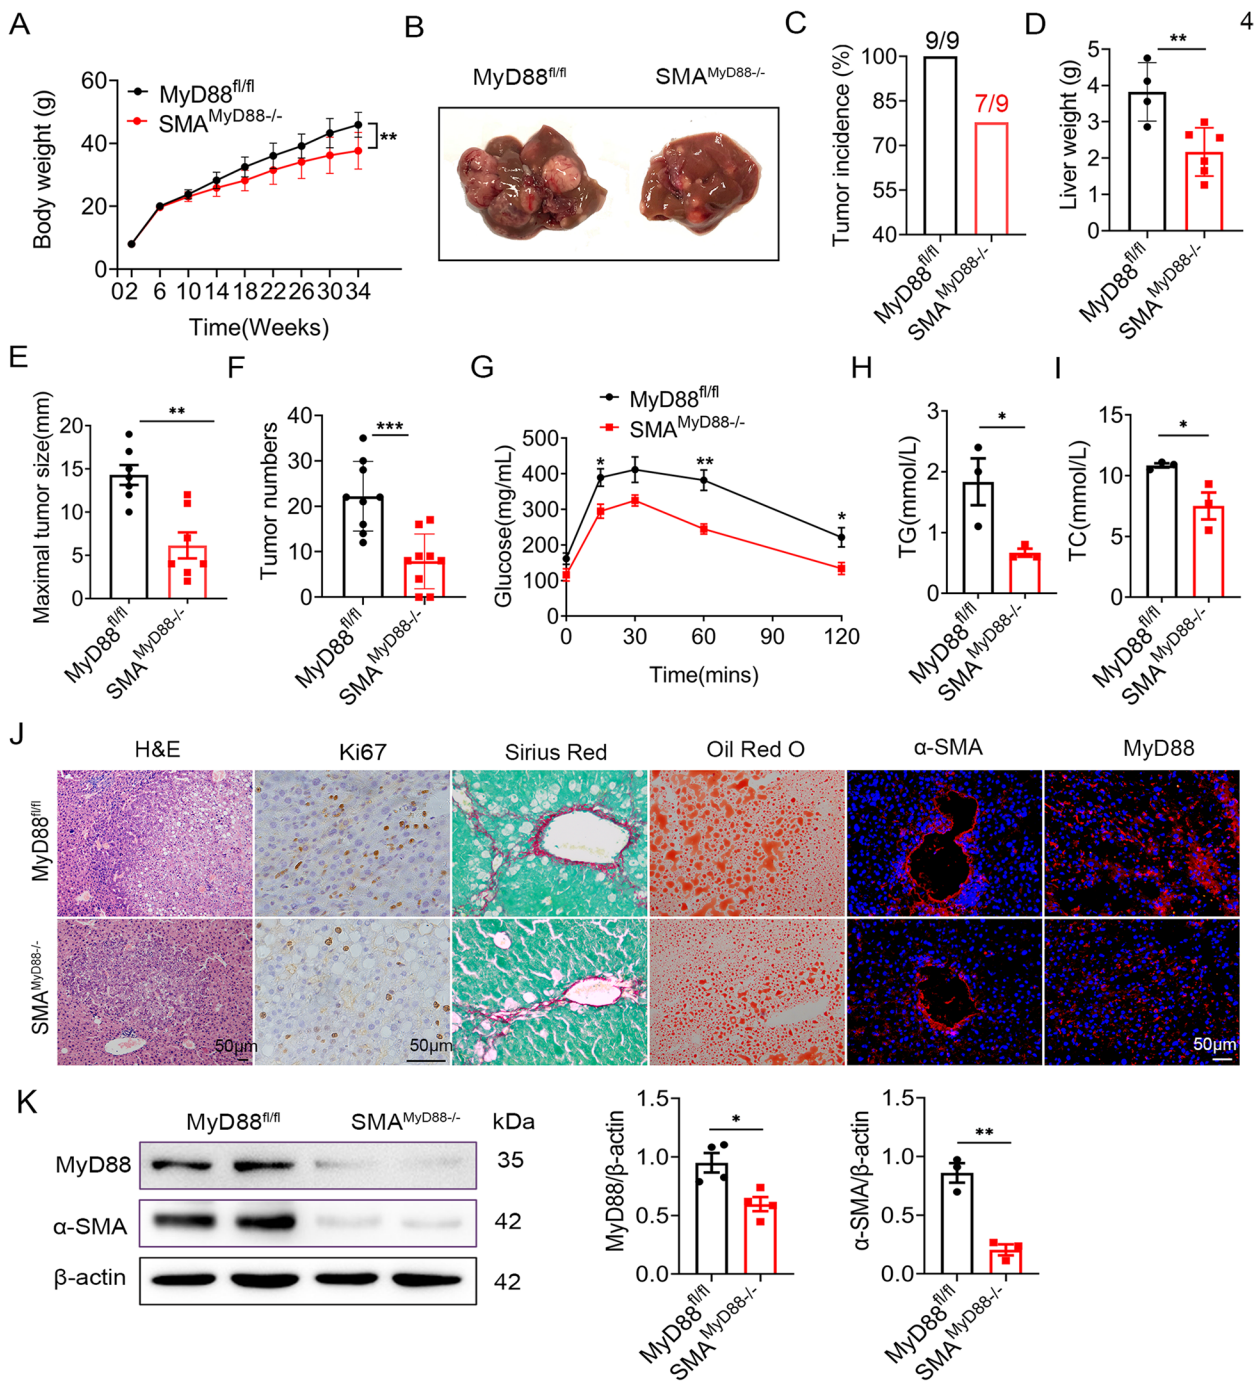 A
B
C
D
4
Body weight (g)
60
40
20
0
MyD88fl/fl
SMAMyD88-/-
**
02 6 10 14 18 22 26 30 34
Time(Weeks)
MyD88fl/fl SMAMyD88-/-
Tumor incidence (%)
100
85
70
55
40
9/9
7/9
MyD88fl/fl
SMAMyD88-/-
Liver weight (g)
5
4
3
2
1
0
**
MyD88fl/fl
SMAMyD88-/-
E
F
G
H
I
Maximal tumor size(mm)
20
15
10
5
0
**
MyD88fl/fl
SMAMyD88-/-
Tumor numbers
40
30
20
10
0
***
MyD88fl/fl
SMAMyD88-/-
MyD88fl/fl
SMAMyD88-/-
Glucose(mg/mL)
500
400
300
200
100
0
*
**
*
0 30 60 90 120
Time(mins)
TG(mmol/L)
3
2
1
0
*
MyD88fl/fl
SMAMyD88-/-
TC(mmol/L)
15
10
5
0
*
MyD88fl/fl
SMAMyD88-/-
J
H&E Ki67 Sirius Red Oil Red O α-SMA MyD88
MyD88fl/fl
SMAMyD88-/-
50μm
50μm
50μm
K
MyD88fl/fl SMAMyD88-/- kDa
MyD88 35
α-SMA 42
β-actin 42
MyD88/β-actin
1.5
1.0
0.5
0.0
*
MyD88fl/fl
SMAMyD88-/-
α-SMA/β-actin
1.5
1.0
0.5
0.0
**
MyD88fl/fl
SMAMyD88-/-